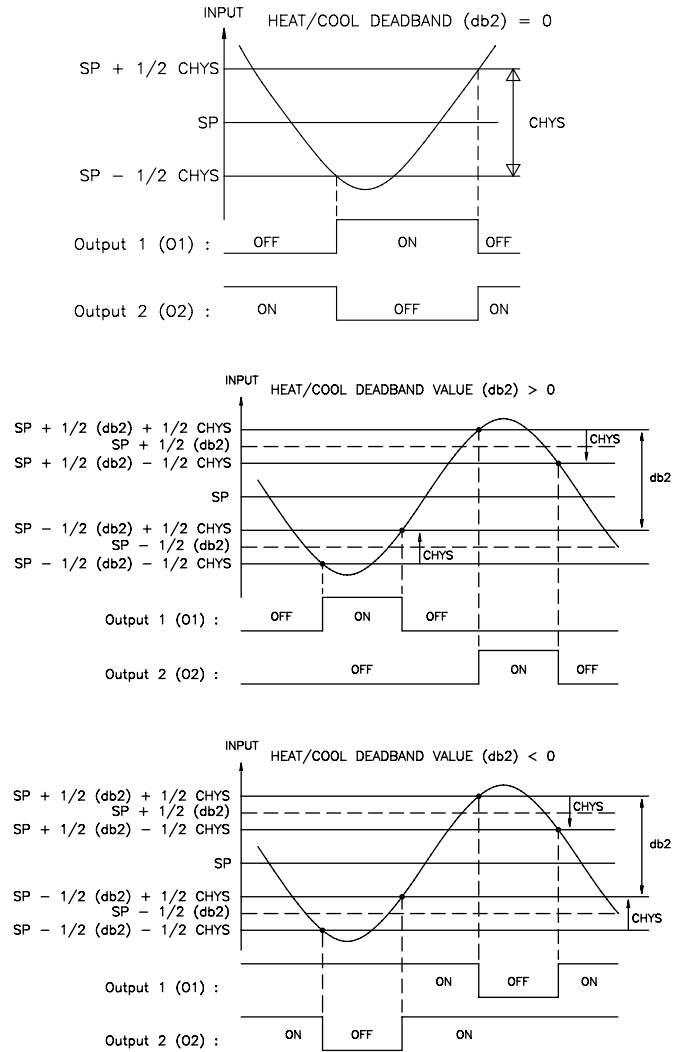 INPUT
HEAT/COOL DEADBAND (db2) = 0
SP + 1/2 CHYS
SP
CHYS
SP - 1/2 CHYS
Output 1 (O1) : OFF ON OFF
Output 2 (O2) : ON OFF ON
INPUT
HEAT/COOL DEADBAND VALUE (db2) > 0
SP + 1/2 (db2) + 1/2 CHYS
SP + 1/2 (db2)
CHYS
SP + 1/2 (db2) - 1/2 CHYS
db2
SP
SP - 1/2 (db2) + 1/2 CHYS
SP - 1/2 (db2)
CHYS
SP - 1/2 (db2) - 1/2 CHYS
Output 1 (O1) : OFF ON OFF
Output 2 (O2) : OFF ON OFF
INPUT
HEAT/COOL DEADBAND VALUE (db2) < 0
SP + 1/2 (db2) + 1/2 CHYS
SP + 1/2 (db2)
CHYS
SP + 1/2 (db2) - 1/2 CHYS
db2
SP
SP - 1/2 (db2) + 1/2 CHYS
SP - 1/2 (db2)
CHYS
SP - 1/2 (db2) - 1/2 CHYS
Output 1 (O1) : ON OFF ON
Output 2 (O2) : ON OFF ON